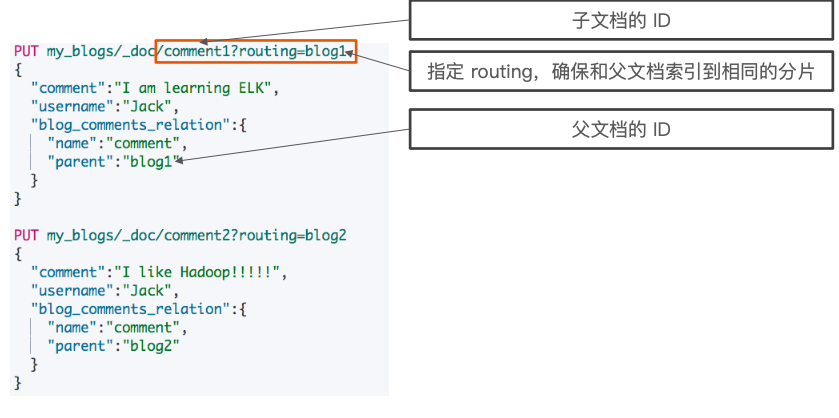 子文档的 ID
PUT my_blogs/_doc/comment1?routing=blog1
{
指定 routing，确保和父文档索引到相同的分片
"comment":"I am learning ELK",
"username":"Jack",
"blog_comments_relation":{
父文档的 ID
"name":"comment",
"parent":"blog1"
}
}
PUT my_blogs/_doc/comment2?routing=blog2
{
"comment":"I like Hadoop!!!!!",
"username":"Jack",
"blog_comments_relation":{
"name":"comment",
"parent":"blog2"
}
}